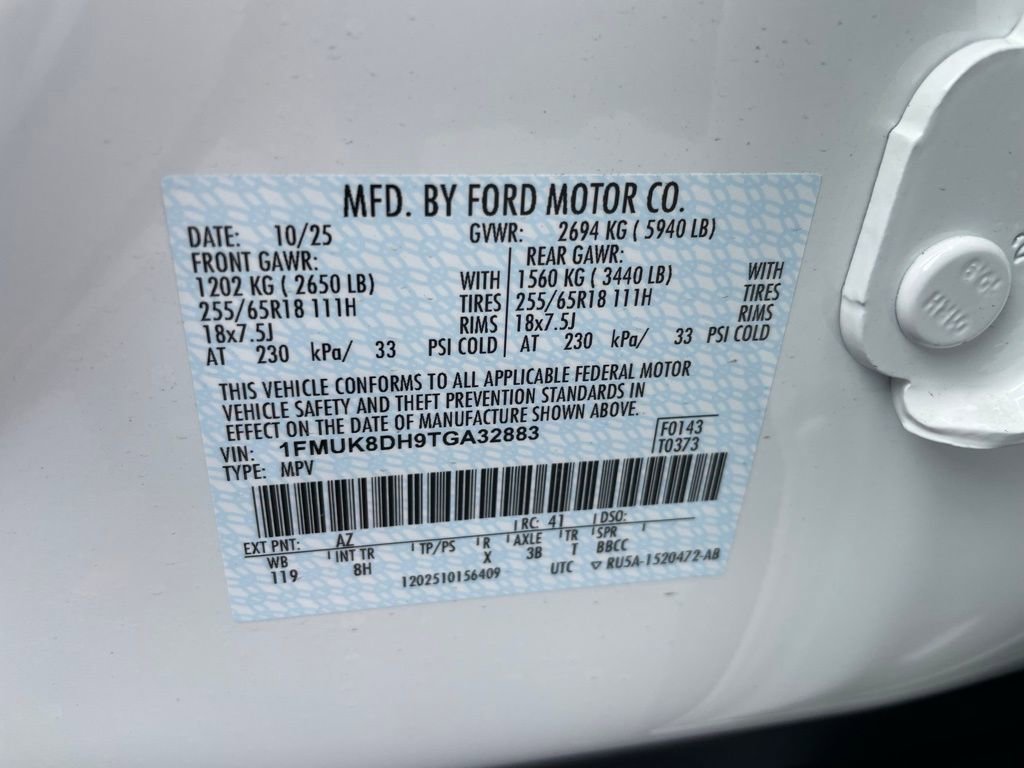 MFD. BY FORD MOTOR CO.
DATE: 10/25 GVWR: 2694 KG ( 5940 LB)
FRONT GAWR: REAR GAWR:
1202 KG ( 2650 LB) WITH 1560 KG ( 3440 LB) WITH
255/65R18 111H TIRES 255/65R18 111H TIRES
18x7.5J RIMS 18x7.5J RIMS
AT 230 kPa/ 33 PSI COLD AT 230 kPa/ 33 PSI COLD
THIS VEHICLE CONFORMS TO ALL APPLICABLE FEDERAL MOTOR
VEHICLE SAFETY AND THEFT PREVENTION STANDARDS IN
EFFECT ON THE DATE OF MANUFACTURE SHOWN ABOVE.
VIN: 1FMUK8DH9TGA32883 F0143
TYPE: MPV T0373
EXT PNT: AZ RC: 41 DSO:
WB INT TR TP/PS R AXLE TR SPR
119 8H X 3B T BBCC
1202510156409 UTC ▽ RU5A-1520472-AB